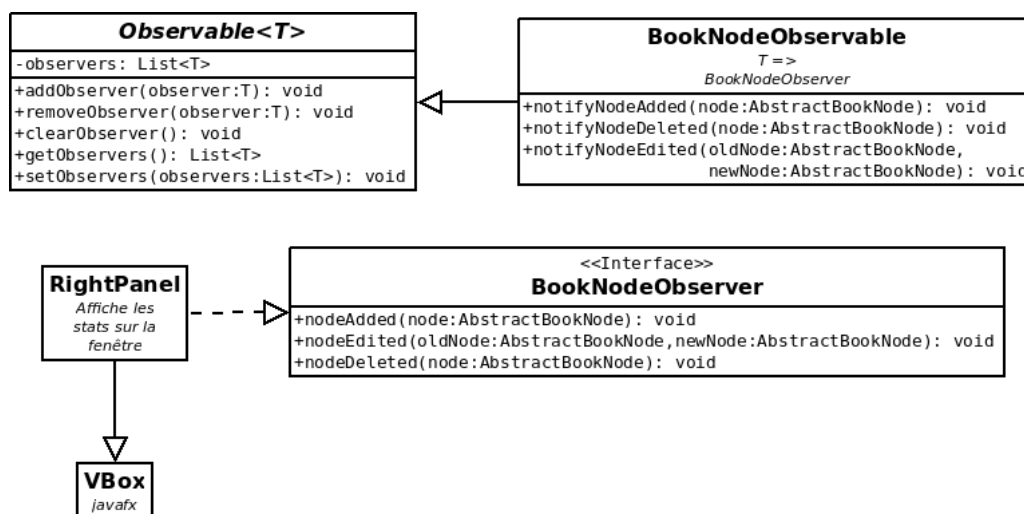 Observable<T>
-observers: List<T>
+addObserver(observer:T): void
+removeObserver(observer:T): void
+clearObserver(): void
+getObservers(): List<T>
+setObservers(observers:List<T>): void
BookNodeObservable
T =>
BookNodeObserver
+notifyNodeAdded(node:AbstractBookNode): void
+notifyNodeDeleted(node:AbstractBookNode): void
+notifyNodeEdited(oldNode:AbstractBookNode,
newNode:AbstractBookNode): void
RightPanel
Affiche les
stats sur la
fenêtre
<<Interface>>
BookNodeObserver
+nodeAdded(node:AbstractBookNode): void
+nodeEdited(oldNode:AbstractBookNode,newNode:AbstractBookNode): void
+nodeDeleted(node:AbstractBookNode): void
VBox
javafx